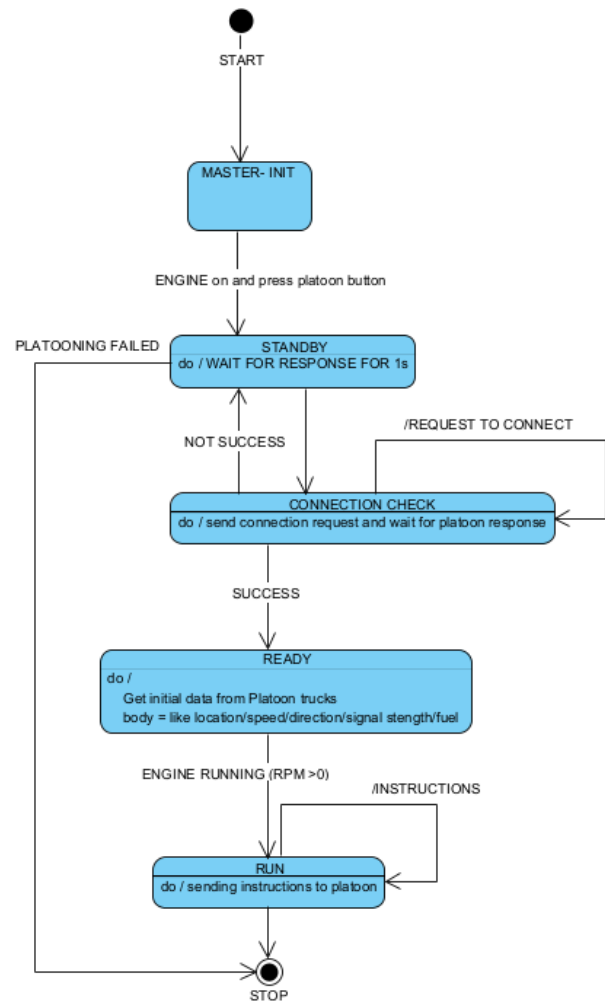 START
MASTER- INIT
ENGINE on and press platoon button
PLATOONING FAILED
STANDBY
do / WAIT FOR RESPONSE FOR 1s
NOT SUCCESS
/REQUEST TO CONNECT
CONNECTION CHECK
do / send connection request and wait for platoon response
SUCCESS
READY
do /
Get initial data from Platoon trucks
body = like location/speed/direction/signal stength/fuel
ENGINE RUNNING (RPM >0)
/INSTRUCTIONS
RUN
do / sending instructions to platoon
STOP